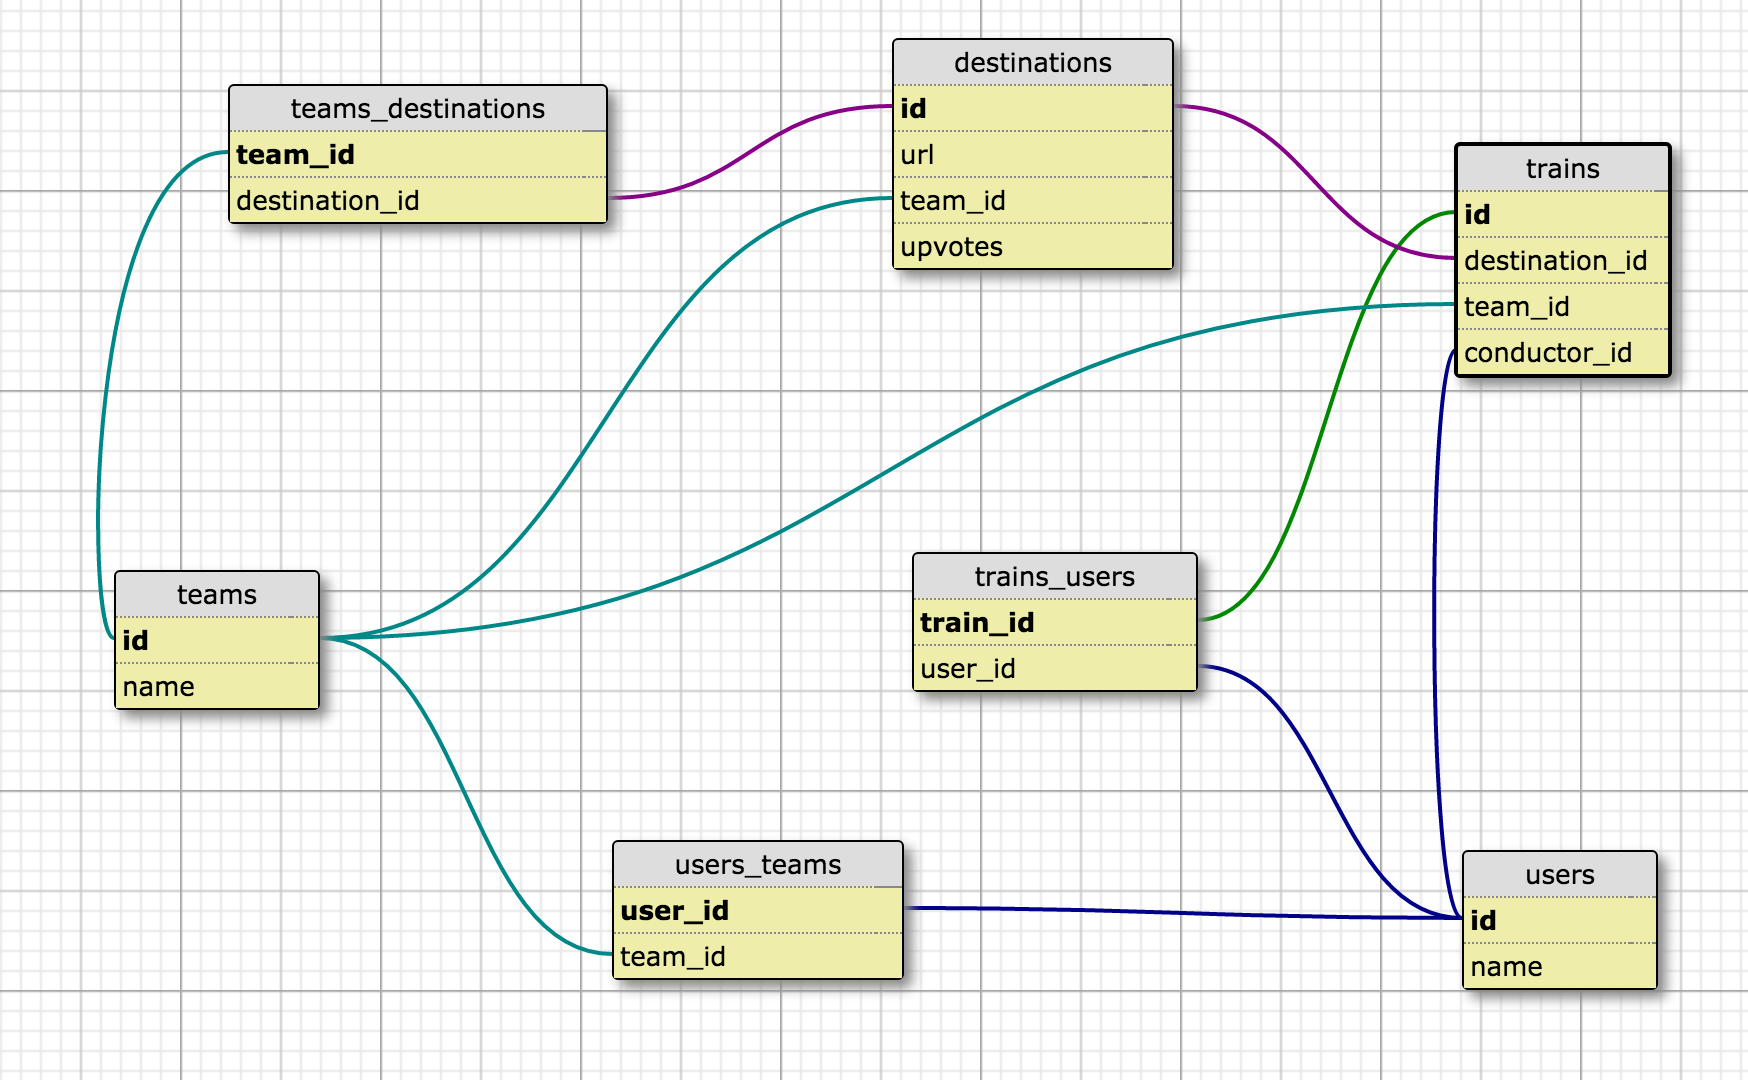 teams_destinations
team_id
destination_id
destinations
id
url
team_id
upvotes
trains
id
destination_id
team_id
conductor_id
teams
id
name
trains_users
train_id
user_id
users_teams
user_id
team_id
users
id
name